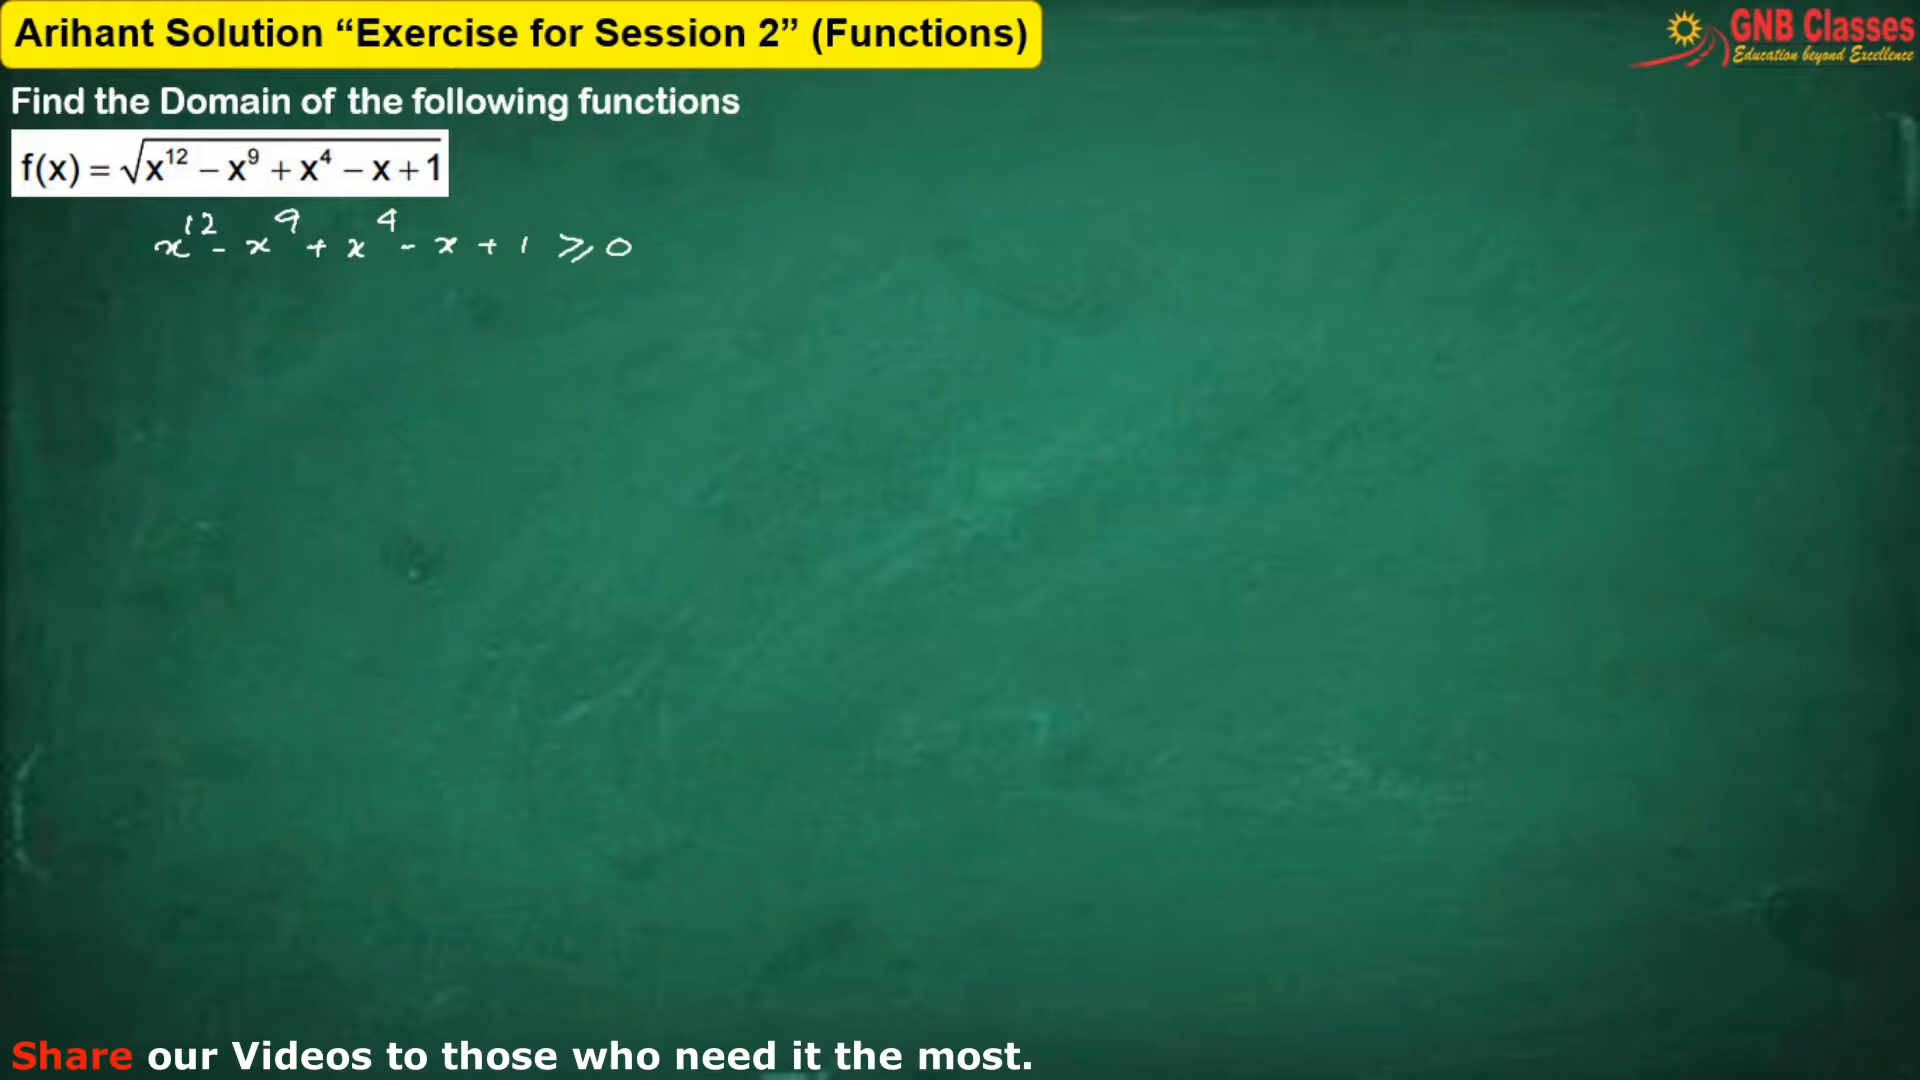 Arihant Solution “Exercise for Session 2” (Functions)
GNB Classes
Education beyond Excellence
Find the Domain of the following functions
f(x) = √(x¹² − x⁹ + x⁴ − x + 1)
x¹² - x⁹ + x⁴ - x + 1 ⩾ 0
Share our Videos to those who need it the most.